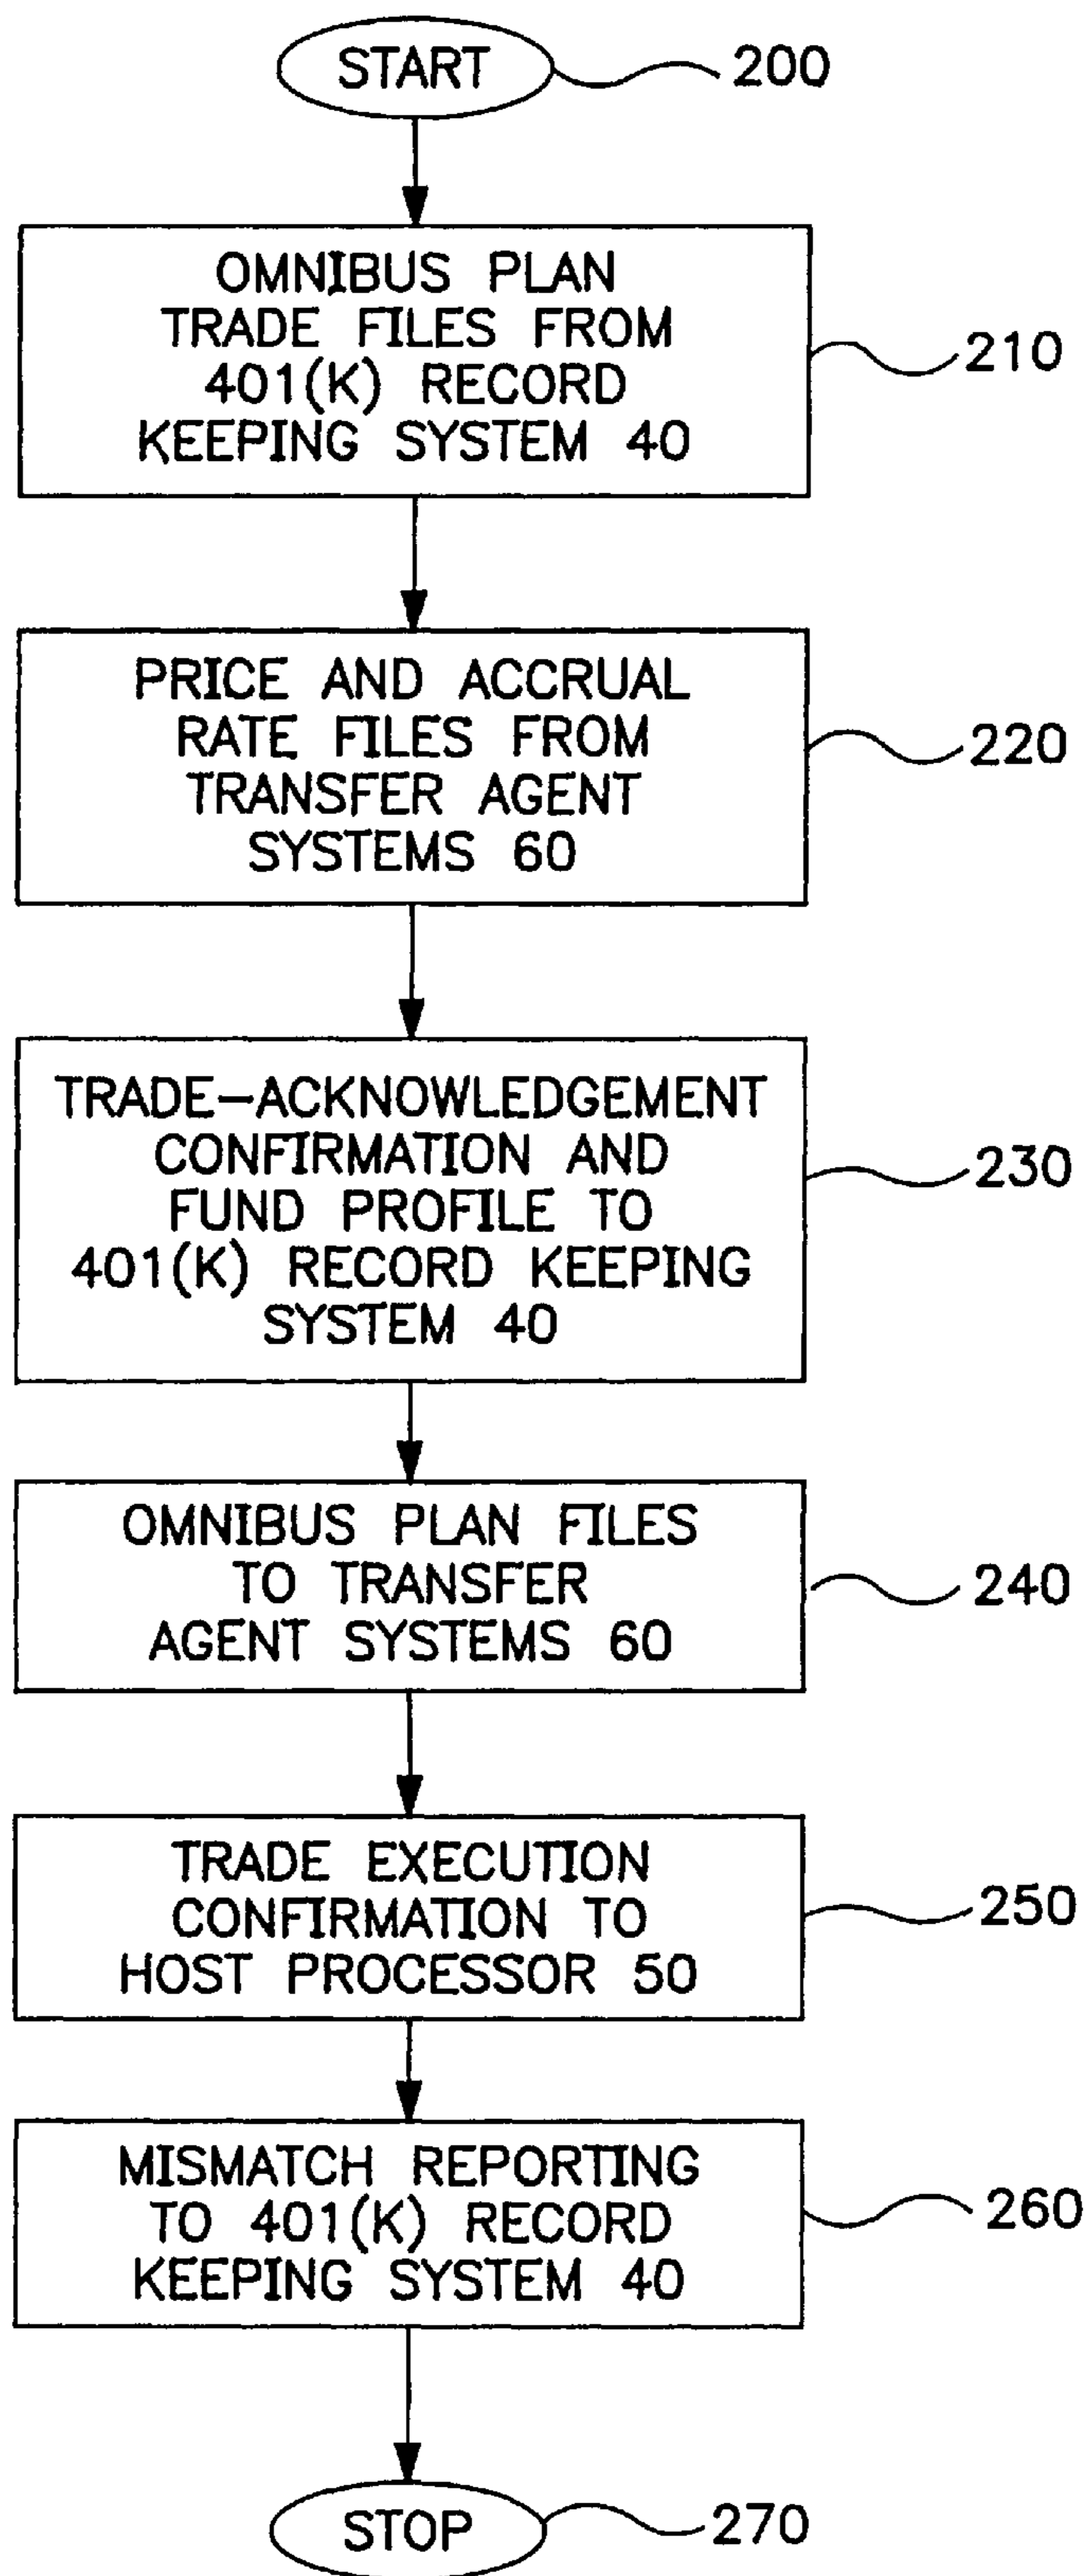 START
200
OMNIBUS PLAN
TRADE FILES FROM
401(K) RECORD
KEEPING SYSTEM 40
210
PRICE AND ACCRUAL
RATE FILES FROM
TRANSFER AGENT
SYSTEMS 60
220
TRADE-ACKNOWLEDGEMENT
CONFIRMATION AND
FUND PROFILE TO
401(K) RECORD KEEPING
SYSTEM 40
230
OMNIBUS PLAN FILES
TO TRANSFER
AGENT SYSTEMS 60
240
TRADE EXECUTION
CONFIRMATION TO
HOST PROCESSOR 50
250
MISMATCH REPORTING
TO 401(K) RECORD
KEEPING SYSTEM 40
260
STOP
270